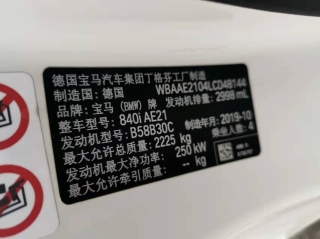 德国宝马汽车集团丁格芬工厂制造
制造国：德国 WBAAE2104LCD48144
品牌：宝马 (BMW) 牌 发动机排量：2998 mL
整车型号：840i AE21
发动机型号：B58B30C 制造年月：2019-10
最大允许总质量：2225 kg 乘坐人数：4
发动机最大净功率：250 kW
最大允许牵引质量：-- kg